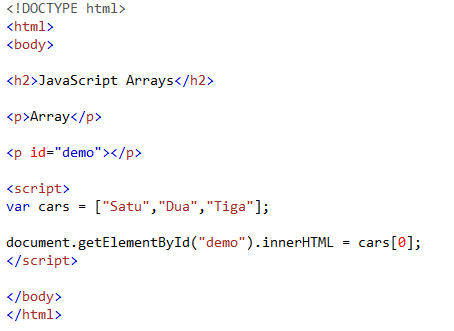 <!DOCTYPE html>
<html>
<body>
<h2>JavaScript Arrays</h2>
<p>Array</p>
<p id="demo"></p>
<script>
var cars = ["Satu","Dua","Tiga"];
document.getElementById("demo").innerHTML = cars[0];
</script>
</body>
</html>